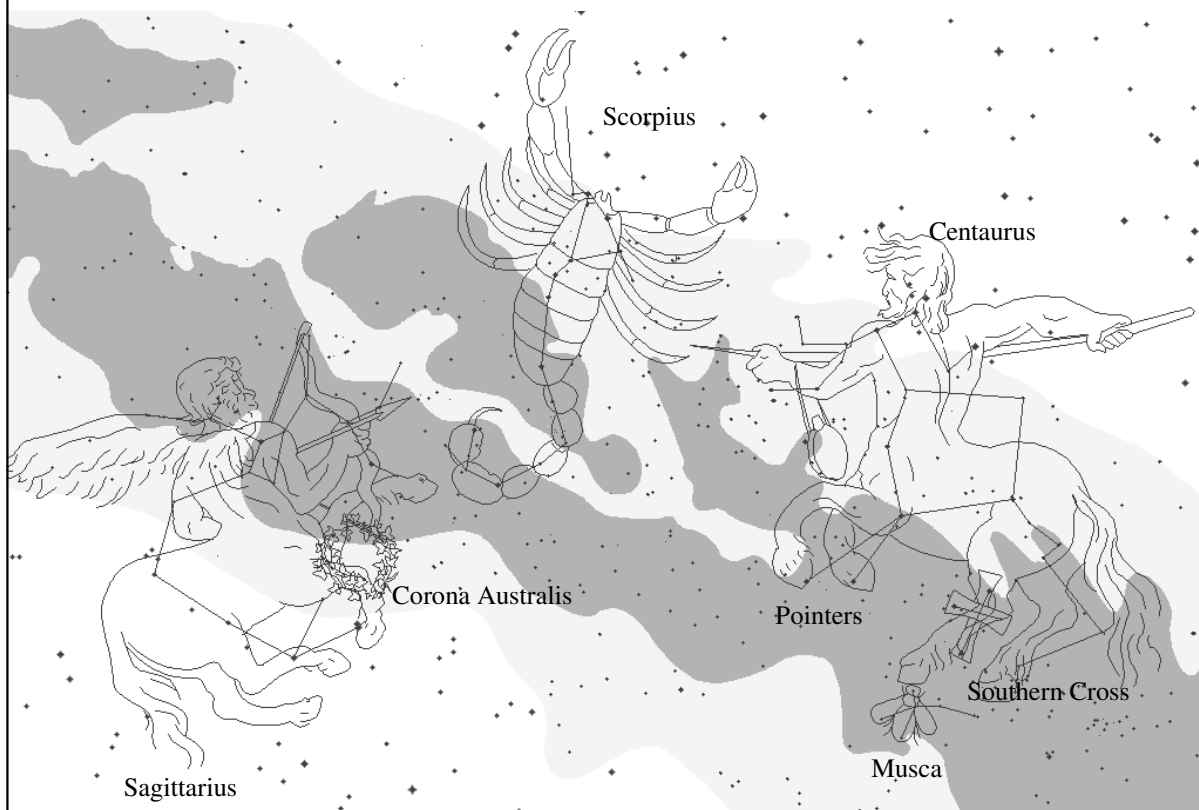 Scorpius
Centaurus
Corona Australis
Pointers
Southern Cross
Musca
Sagittarius